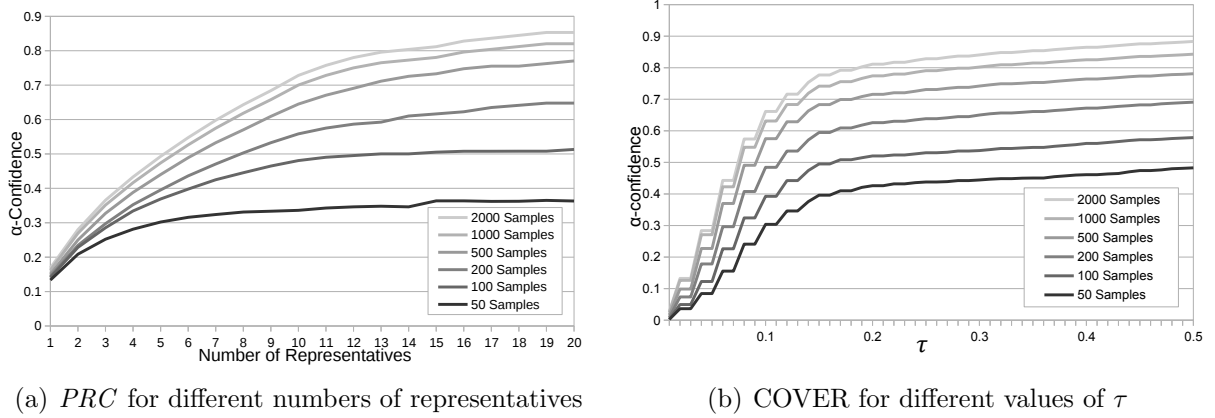 0.9
0.8
0.7
0.6
0.5
0.4
0.3
0.2
0.1
0
α-Confidence
2000 Samples
1000 Samples
500 Samples
200 Samples
100 Samples
50 Samples
1 2 3 4 5 6 7 8 9 10 11 12 13 14 15 16 17 18 19 20
Number of Representatives
(a) PRC for different numbers of representatives
1
0.9
0.8
0.7
0.6
0.5
0.4
0.3
0.2
0.1
0
α-confidence
2000 Samples
1000 Samples
500 Samples
200 Samples
100 Samples
50 Samples
0.1 0.2 0.3 0.4 0.5
τ
(b) COVER for different values of τ